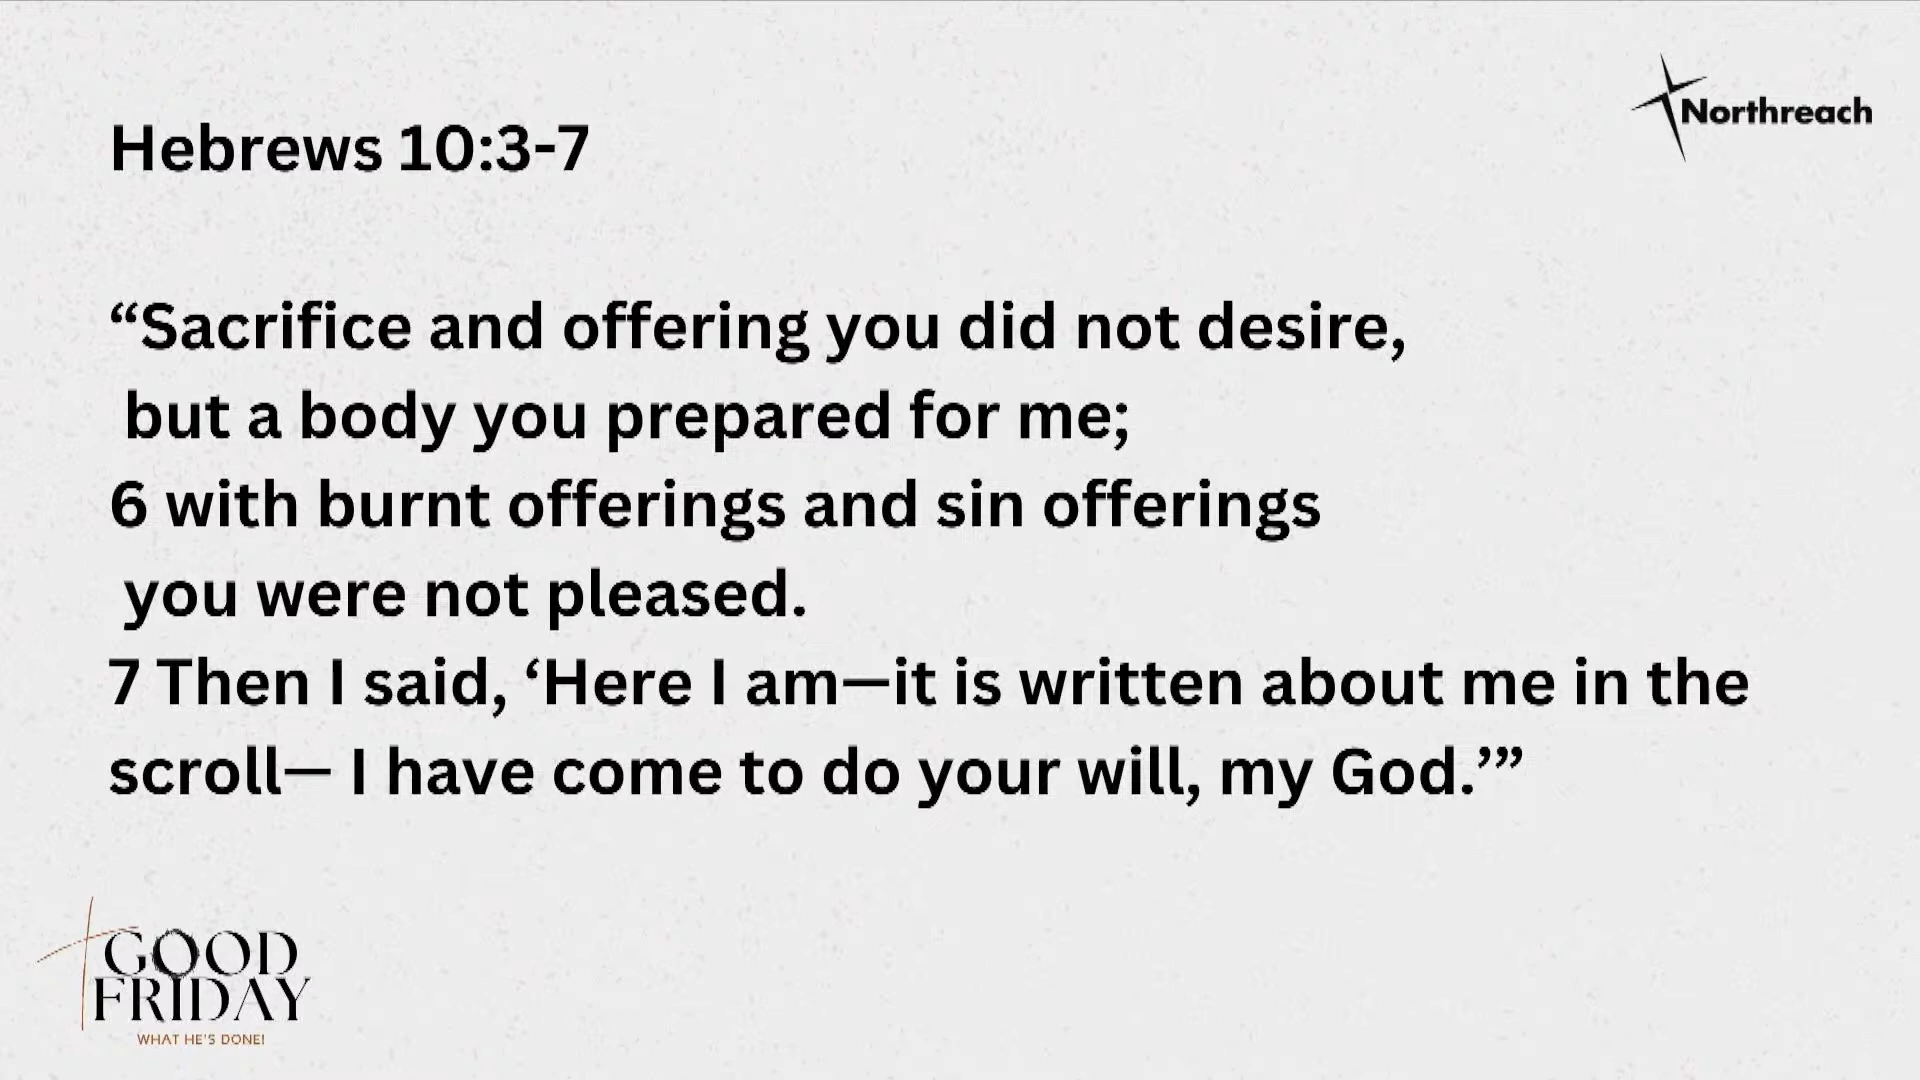 Northreach
Hebrews 10:3-7
“Sacrifice and offering you did not desire,
but a body you prepared for me;
6 with burnt offerings and sin offerings
you were not pleased.
7 Then I said, ‘Here I am—it is written about me in the
scroll— I have come to do your will, my God.’”
GOOD
FRIDAY
WHAT HE'S DONE!